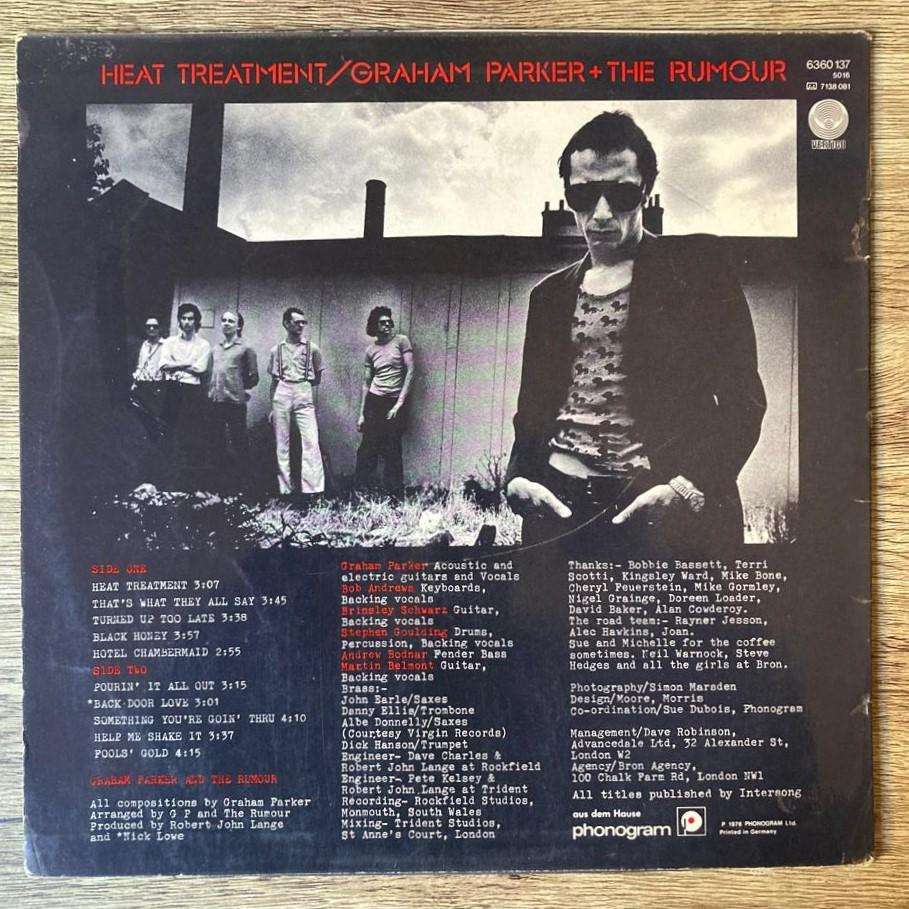 HEAT TREATMENT/GRAHAM PARKER+THE RUMOUR
6360 137
5016
7138 081
VERTIGO
SIDE ONE
HEAT TREATMENT 3:07
THAT'S WHAT THEY ALL SAY 3:45
TURNED UP TOO LATE 3:38
BLACK HONEY 3:57
HOTEL CHAMBERMAID 2:55
SIDE TWO
POURIN' IT ALL OUT 3:15
*BACK DOOR LOVE 3:01
SOMETHING YOU'RE GOIN' THRU 4:10
HELP ME SHAKE IT 3:37
FOOLS' GOLD 4:15
GRAHAM PARKER AND THE RUMOUR
All compositions by Graham Parker
Arranged by G P and The Rumour
Produced by Robert John Lange
and *Nick Lowe
Graham Parker Acoustic and
electric guitars and Vocals
Bob Andrews Keyboards,
Backing vocals
Brinsley Schwarz Guitar,
Backing vocals
Stephen Goulding Drums,
percussion, Backing vocals
Andrew Bodnar Fender Bass
Martin Belmont Guitar,
Backing vocals
Brass:-
John Earle/Saxes
Danny Ellis/Trombone
Albe Donnelly/Saxes
(Courtesy Virgin Records)
Dick Hanson/Trumpet
Engineer- Dave Charles &
Robert John Lange at Rockfield
Engineer- Pete Kelsey &
Robert John Lange at Trident
Recording- Rockfield Studios,
Monmouth, South Wales
Mixing- Trident Studios,
St Anne's Court, London
Thanks:- Bobbie Bassett, Terri
Scotti, Kingsley Ward, Mike Bone,
Cheryl Feuerstein, Mike Gormley,
Nigel Grainge, Doreen Loader,
David Baker, Alan Cowderoy.
The road team:- Rayner Jesson,
Alec Hawkins, Joan.
Sue and Michelle for the coffee
sometimes. Neil Warnock, Steve
Hedges and all the girls at Bron.
Photography/Simon Marsden
Design/Moore, Morris
Co-ordination/Sue Dubois, Phonogram
Management/Dave Robinson,
Advancedale Ltd, 32 Alexander St,
London W2
Agency/Bron Agency,
100 Chalk Farm Rd, London NW1
All titles published by Intersong
aus dem Hause
phonogram
P 1976 PHONOGRAM Ltd.
Printed in Germany